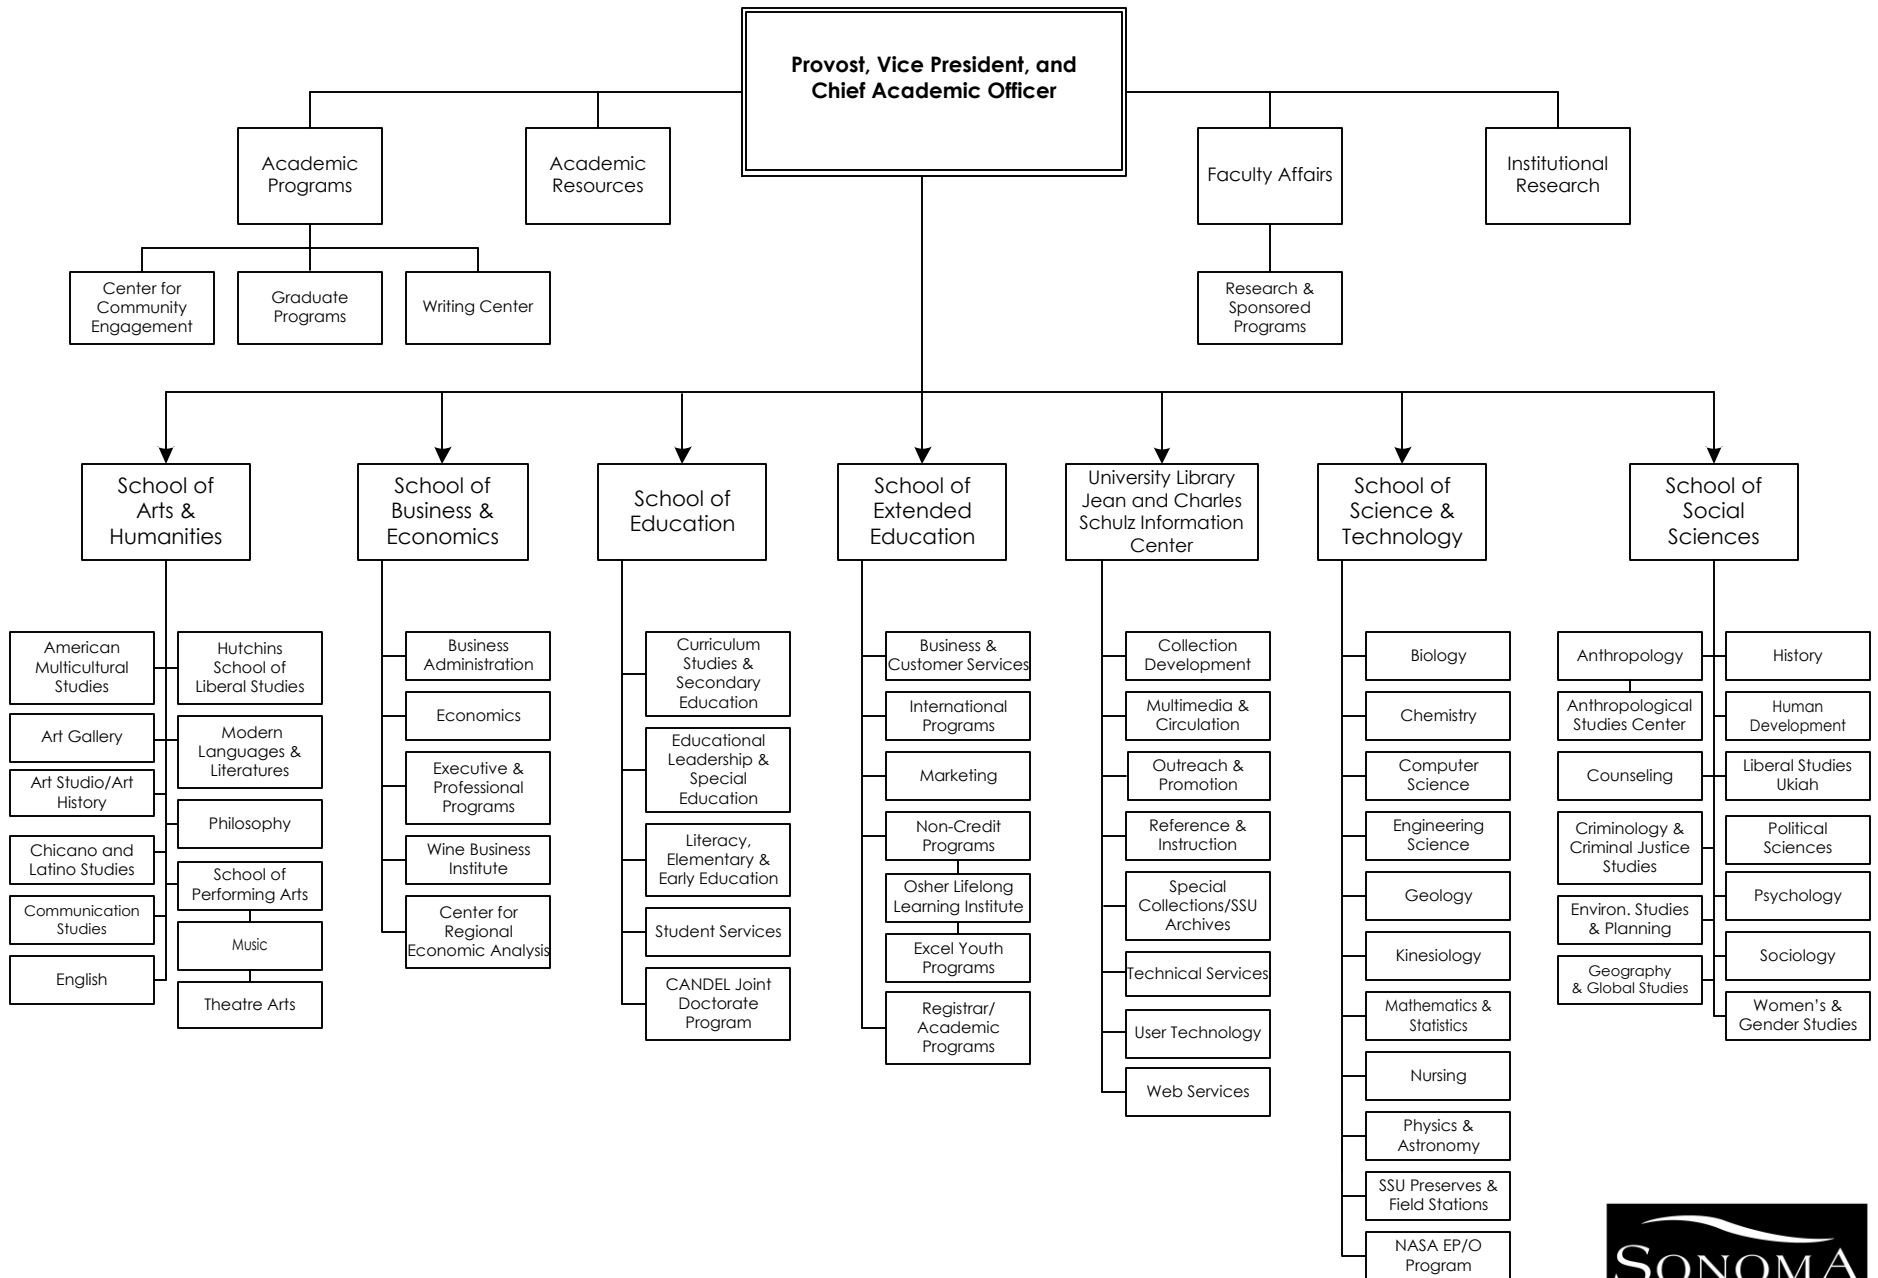 Provost, Vice President, and
Chief Academic Officer
Academic
Programs
Academic
Resources
Faculty Affairs
Institutional
Research
Center for
Community
Engagement
Graduate
Programs
Writing Center
Research &
Sponsored
Programs
School of
Arts &
Humanities
School of
Business &
Economics
School of
Education
School of
Extended
Education
University Library
Jean and Charles
Schulz Information
Center
School of
Science &
Technology
School of
Social
Sciences
American
Multicultural
Studies
Art Gallery
Art Studio/Art
History
Chicano and
Latino Studies
Communication
Studies
English
Hutchins
School of
Liberal Studies
Modern
Languages &
Literatures
Philosophy
School of
Performing Arts
Music
Theatre Arts
Business
Administration
Economics
Executive &
Professional
Programs
Wine Business
Institute
Center for
Regional
Economic Analysis
Curriculum
Studies &
Secondary
Education
Educational
Leadership &
Special
Education
Literacy,
Elementary &
Early Education
Student Services
CANDEL Joint
Doctorate
Program
Business &
Customer Services
International
Programs
Marketing
Non-Credit
Programs
Osher Lifelong
Learning Institute
Excel Youth
Programs
Registrar/
Academic
Programs
Collection
Development
Multimedia &
Circulation
Outreach &
Promotion
Reference &
Instruction
Special
Collections/SSU
Archives
Technical Services
User Technology
Web Services
Biology
Chemistry
Computer
Science
Engineering
Science
Geology
Kinesiology
Mathematics &
Statistics
Nursing
Physics &
Astronomy
SSU Preserves &
Field Stations
NASA EP/O
Program
Anthropology
Anthropological
Studies Center
Counseling
Criminology &
Criminal Justice
Studies
Environ. Studies
& Planning
Geography
& Global Studies
History
Human
Development
Liberal Studies
Ukiah
Political
Sciences
Psychology
Sociology
Women's &
Gender Studies
SONOMA